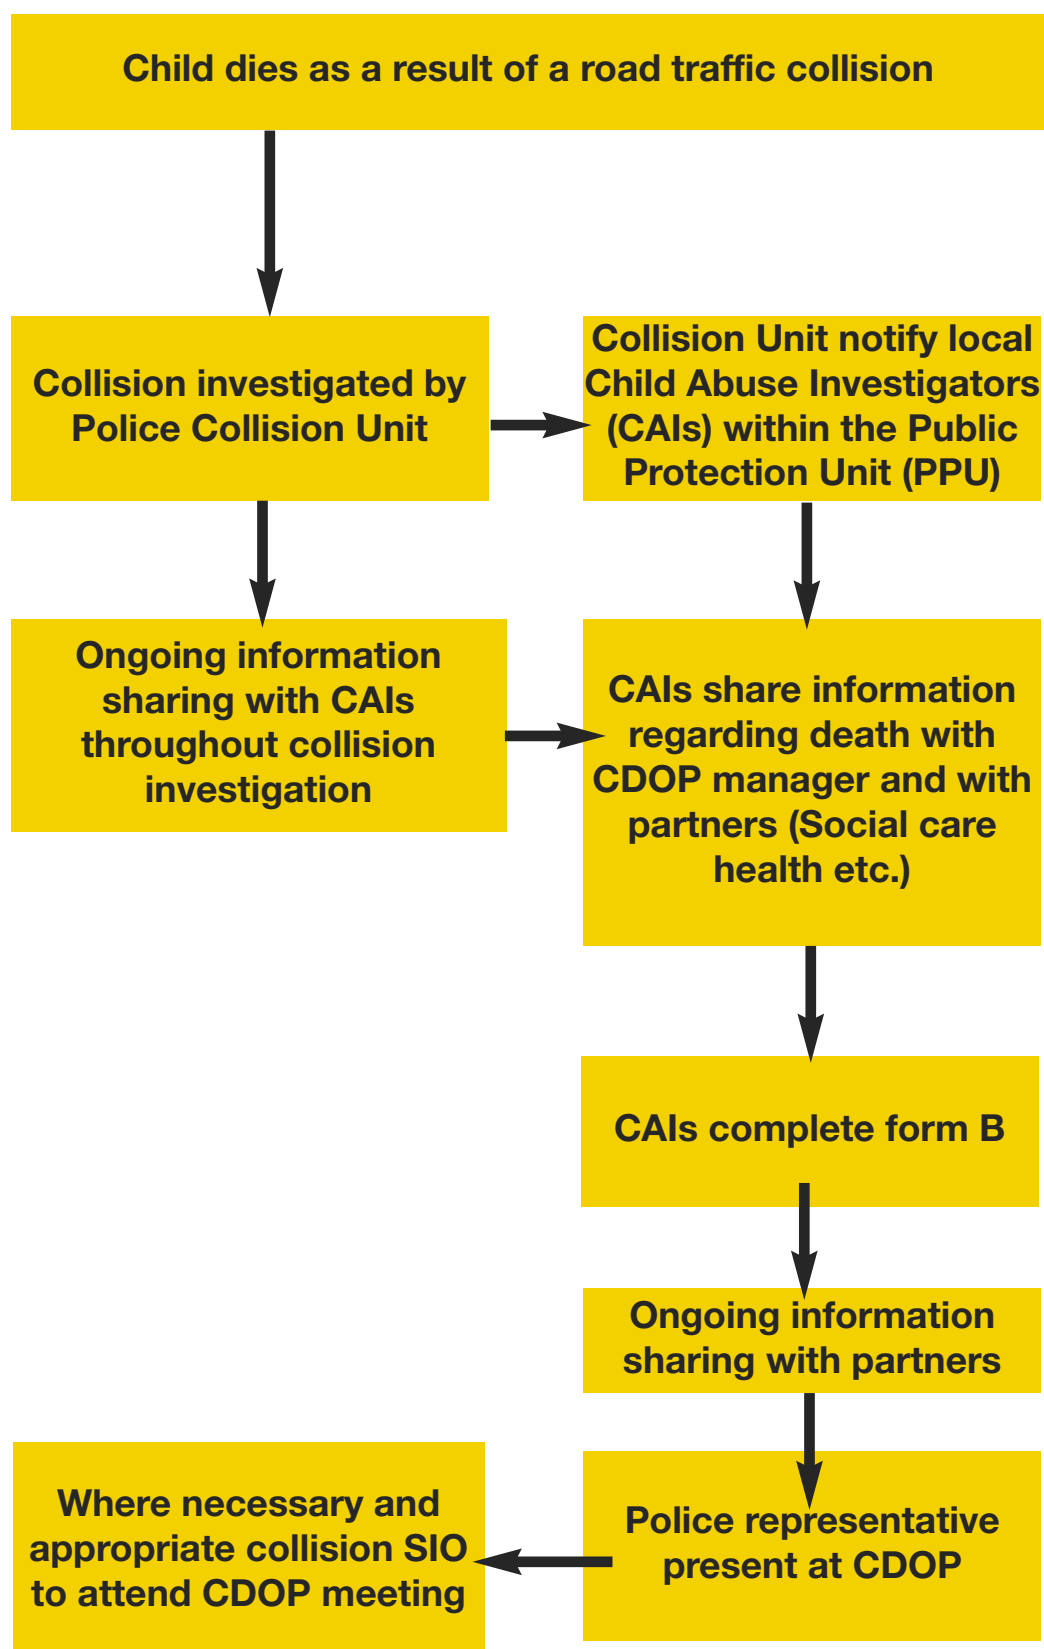 Child dies as a result of a road traffic collision
Collision investigated by
Police Collision Unit
Collision Unit notify local
Child Abuse Investigators
(CAIs) within the Public
Protection Unit (PPU)
Ongoing information
sharing with CAIs
throughout collision
investigation
CAIs share information
regarding death with
CDOP manager and with
partners (Social care
health etc.)
CAIs complete form B
Ongoing information
sharing with partners
Police representative
present at CDOP
Where necessary and
appropriate collision SIO
to attend CDOP meeting